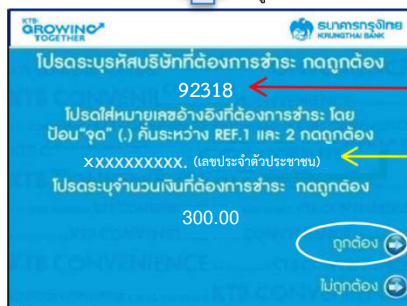 KTB
GROWING
TOGETHER
ธนาคารกรุงไทย
KRUNGTHAI BANK
โปรดระบุรหัสบริษัทที่ต้องการชำระ กดถูกต้อง
92318
โปรดใส่หมายเลขอ้างอิงที่ต้องใส่ชำระ โดย
ป้อน"จุด" (.) คั่นระหว่าง REF.1 และ 2 กดถูกต้อง
xxxxxxxxxx. (เลขประจำตัวประชาชน)
โปรดระบุจำนวนเงินที่ต้องการชำระ กดถูกต้อง
300.00
ถูกต้อง
ไม่ถูกต้อง